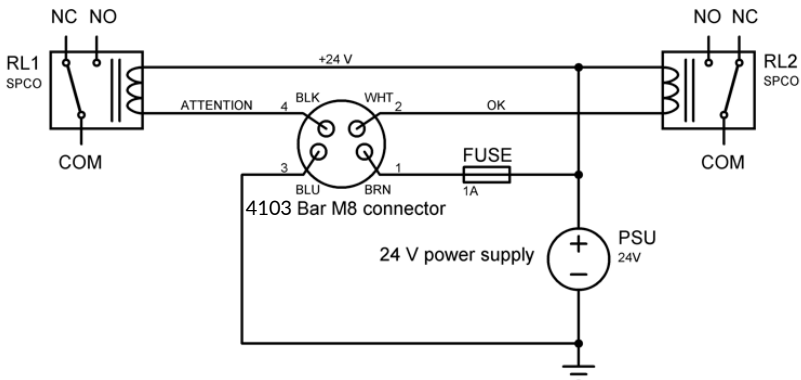 NC NO
NO NC
RL1
SPCO
+24 V
RL2
SPCO
ATTENTION
4
BLK
WHT
2
OK
COM
COM
3
BLU
BRN
1
FUSE
1A
4103 Bar M8 connector
24 V power supply
+
−
PSU
24V